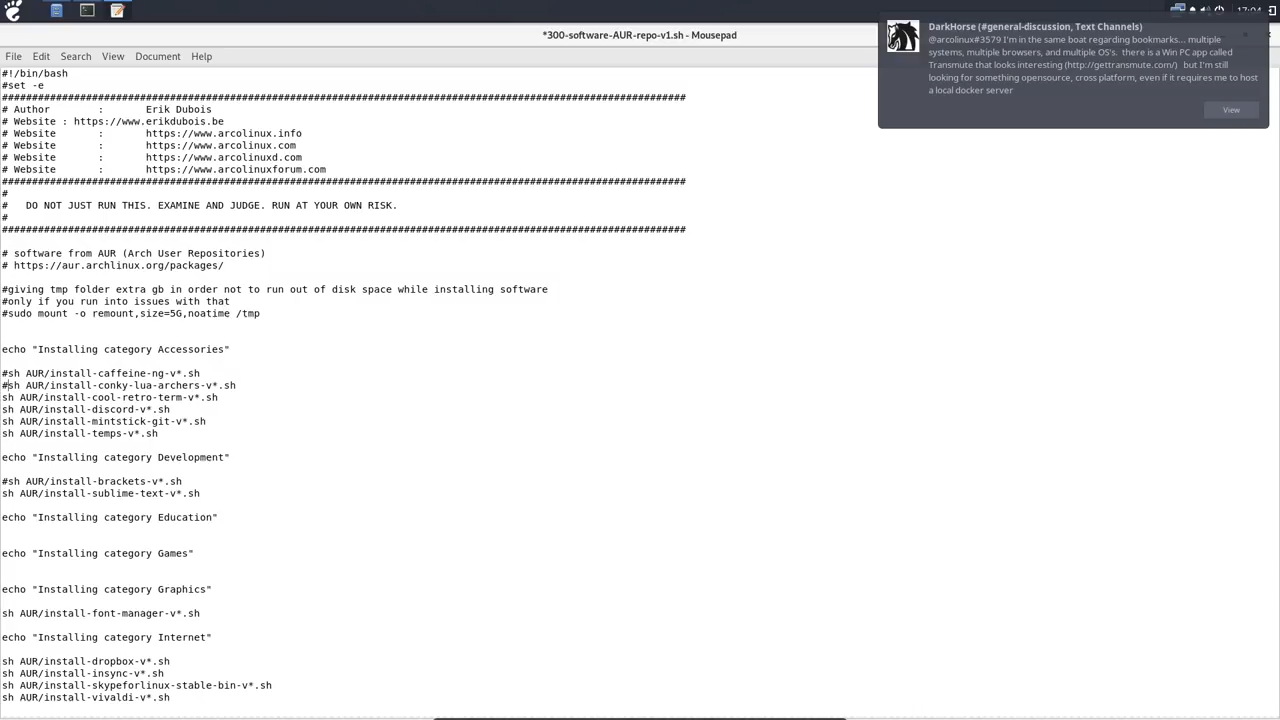 17:04
*300-software-AUR-repo-v1.sh - Mousepad
File Edit Search View Document Help
DarkHorse (#general-discussion, Text Channels)
@arcolinux#3579 I'm in the same boat regarding bookmarks... multiple
systems, multiple browsers, and multiple OS's.  there is a Win PC app called
Transmute that looks interesting (http://gettransmute.com/)   but I'm still
looking for something opensource, cross platform, even if it requires me to host
a local docker server
View
#!/bin/bash
#set -e
##################################################################################################################
# Author	:	Erik Dubois
# Website : https://www.erikdubois.be
# Website	:	https://www.arcolinux.info
# Website	:	https://www.arcolinux.com
# Website	:	https://www.arcolinuxd.com
# Website	:	https://www.arcolinuxforum.com
##################################################################################################################
#
#   DO NOT JUST RUN THIS. EXAMINE AND JUDGE. RUN AT YOUR OWN RISK.
#
##################################################################################################################
# software from AUR (Arch User Repositories)
# https://aur.archlinux.org/packages/
#giving tmp folder extra gb in order not to run out of disk space while installing software
#only if you run into issues with that
#sudo mount -o remount,size=5G,noatime /tmp
echo "Installing category Accessories"
#sh AUR/install-caffeine-ng-v*.sh
#sh AUR/install-conky-lua-archers-v*.sh
sh AUR/install-cool-retro-term-v*.sh
sh AUR/install-discord-v*.sh
sh AUR/install-mintstick-git-v*.sh
sh AUR/install-temps-v*.sh
echo "Installing category Development"
#sh AUR/install-brackets-v*.sh
sh AUR/install-sublime-text-v*.sh
echo "Installing category Education"
echo "Installing category Games"
echo "Installing category Graphics"
sh AUR/install-font-manager-v*.sh
echo "Installing category Internet"
sh AUR/install-dropbox-v*.sh
sh AUR/install-insync-v*.sh
sh AUR/install-skypeforlinux-stable-bin-v*.sh
sh AUR/install-vivaldi-v*.sh